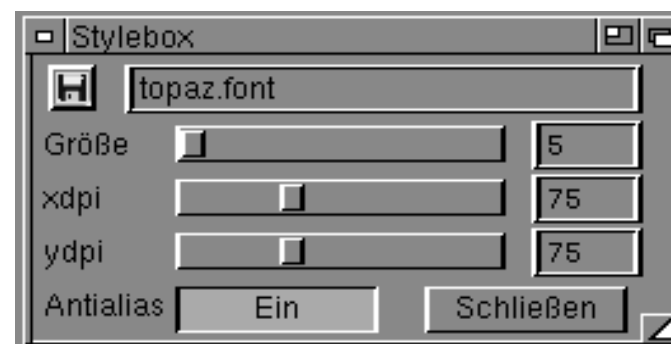 Stylebox
topaz.font
Größe 5
xdpi 75
ydpi 75
Antialias Ein Schließen